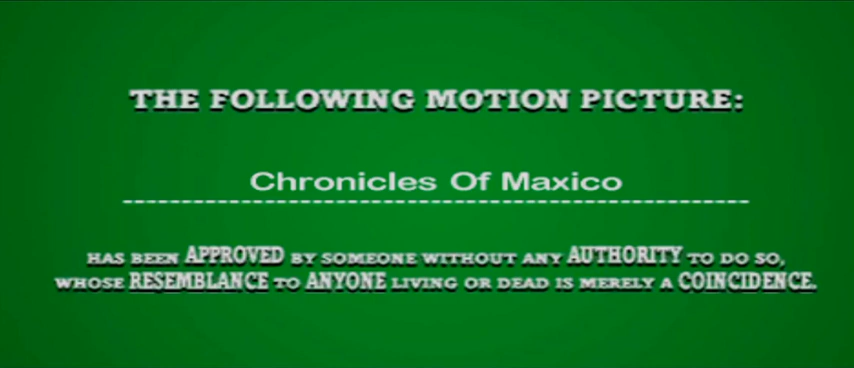 THE FOLLOWING MOTION PICTURE:
Chronicles Of Maxico
HAS BEEN APPROVED BY SOMEONE WITHOUT ANY AUTHORITY TO DO SO,
WHOSE RESEMBLANCE TO ANYONE LIVING OR DEAD IS MERELY A COINCIDENCE.